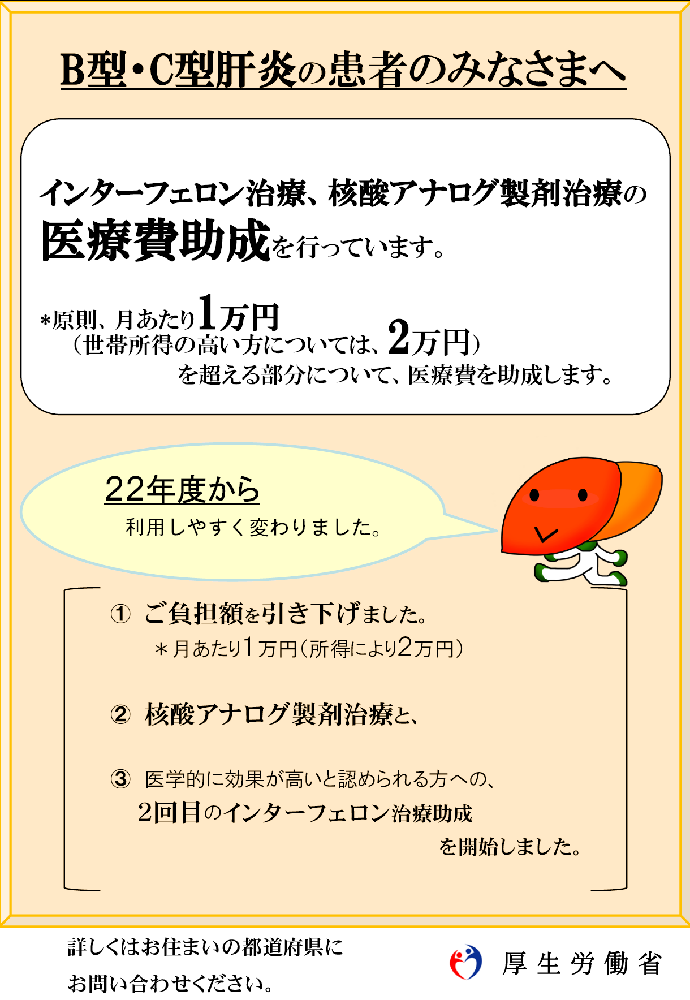 B型・C型肝炎の患者のみなさまへ
インターフェロン治療、核酸アナログ製剤治療の
医療費助成を行っています。
*原則、月あたり1万円
（世帯所得の高い方については、2万円）
を超える部分について、医療費を助成します。
22年度から
利用しやすく変わりました。
① ご負担額を引き下げました。
＊月あたり1万円（所得により2万円）
② 核酸アナログ製剤治療と、
③ 医学的に効果が高いと認められる方への、
2回目のインターフェロン治療助成
を開始しました。
詳しくはお住まいの都道府県に
お問い合わせください。
厚生労働省